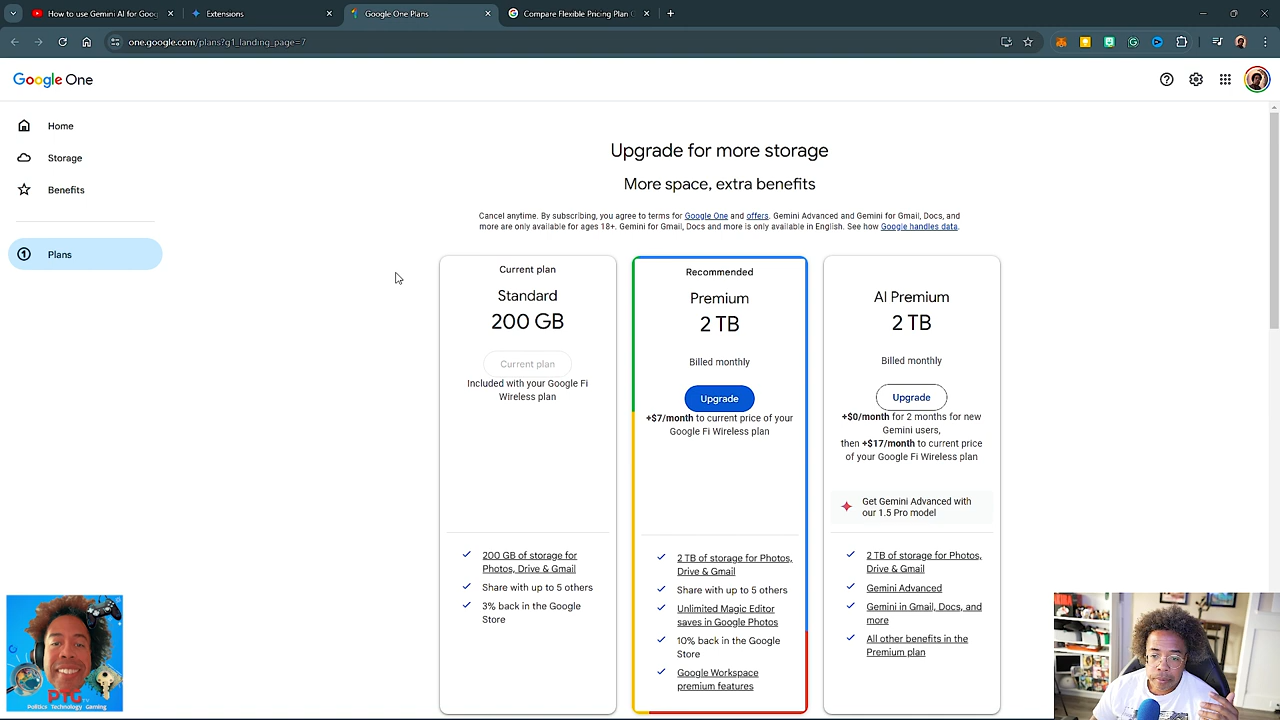 How to use Gemini AI for Goog
Extensions
Google One Plans
Compare Flexible Pricing Plan
one.google.com/plans?g1_landing_page=7
Google One
Home
Storage
Benefits
Plans
Upgrade for more storage
More space, extra benefits
Cancel anytime. By subscribing, you agree to terms for Google One and offers. Gemini Advanced and Gemini for Gmail, Docs, and
more are only available for ages 18+. Gemini for Gmail, Docs and more is only available in English. See how Google handles data.
Current plan
Standard
200 GB
Current plan
Included with your Google Fi
Wireless plan
200 GB of storage for
Photos, Drive & Gmail
Share with up to 5 others
3% back in the Google
Store
Recommended
Premium
2 TB
Billed monthly
Upgrade
+$7/month to current price of your
Google Fi Wireless plan
2 TB of storage for Photos,
Drive & Gmail
Share with up to 5 others
Unlimited Magic Editor
saves in Google Photos
10% back in the Google
Store
Google Workspace
premium features
AI Premium
2 TB
Billed monthly
Upgrade
+$0/month for 2 months for new
Gemini users,
then +$17/month to current price
of your Google Fi Wireless plan
Get Gemini Advanced with
our 1.5 Pro model
2 TB of storage for Photos,
Drive & Gmail
Gemini Advanced
Gemini in Gmail, Docs, and
more
All other benefits in the
Premium plan
PTG
Politics Technology Gaming